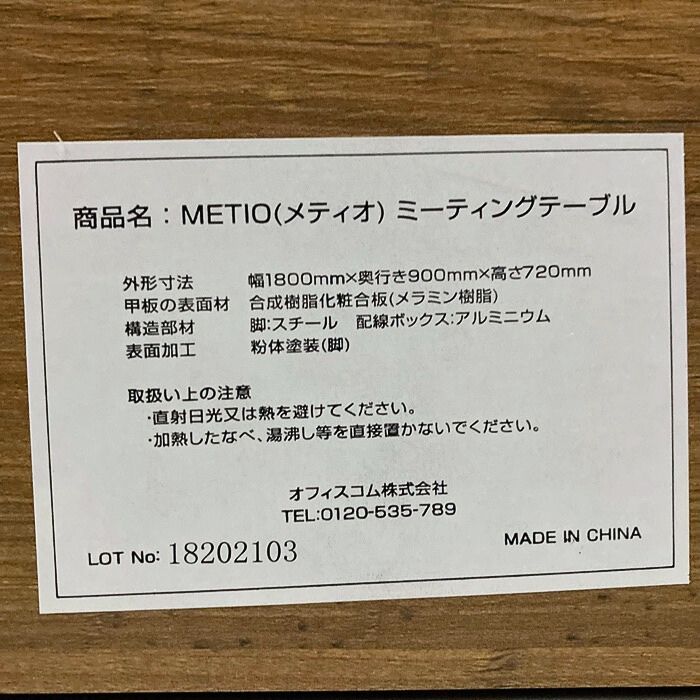 商品名：METIO(メティオ) ミーティングテーブル
外形寸法 幅1800mm×奥行き900mm×高さ720mm
甲板の表面材 合成樹脂化粧合板(メラミン樹脂)
構造部材 脚:スチール 配線ボックス:アルミニウム
表面加工 粉体塗装(脚)
取扱い上の注意
・直射日光又は熱を避けてください。
・加熱したなべ、湯沸し等を直接置かないでください。
オフィスコム株式会社
TEL:0120-535-789
LOT No: 18202103
MADE IN CHINA